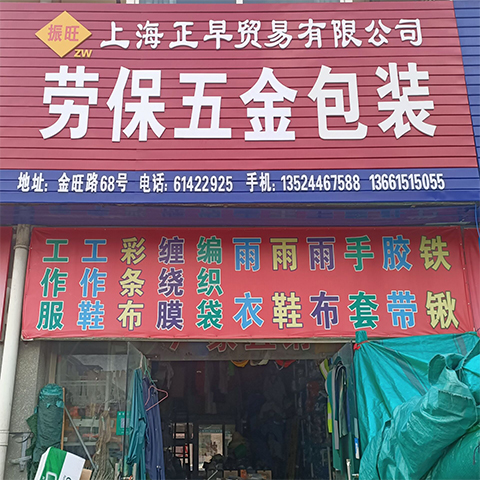 振旺
ZW
上海正早贸易有限公司
劳保五金包装
地址：金旺路68号 电话：61422925 手机：13524467588 13661515055
工作服 工作鞋 彩条布 缠绕膜 编织袋 雨衣 雨鞋 雨布 手套 胶带 铁锹